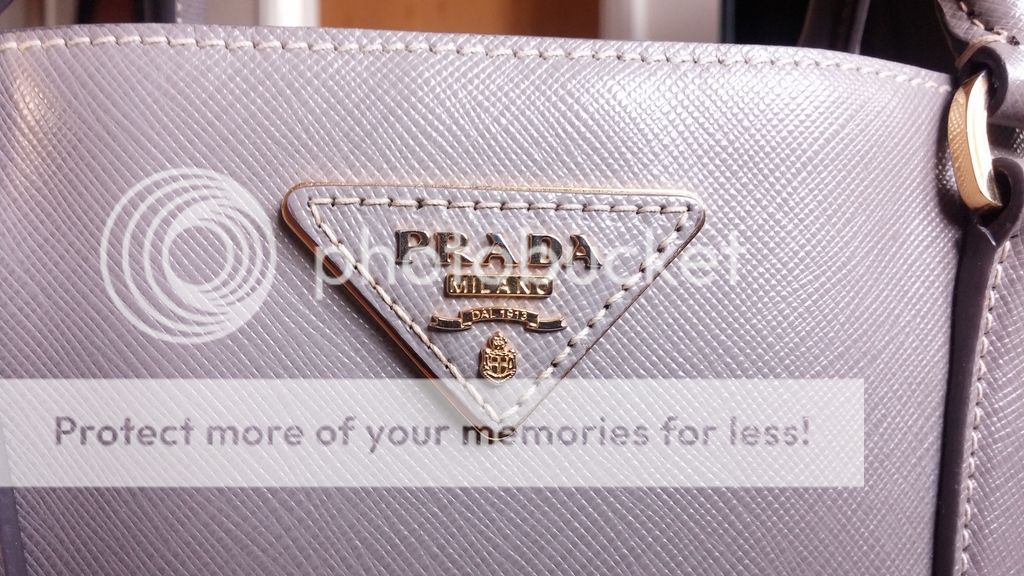 PRADA
MILANO
DAL 1913
photobucket
Protect more of your memories for less!